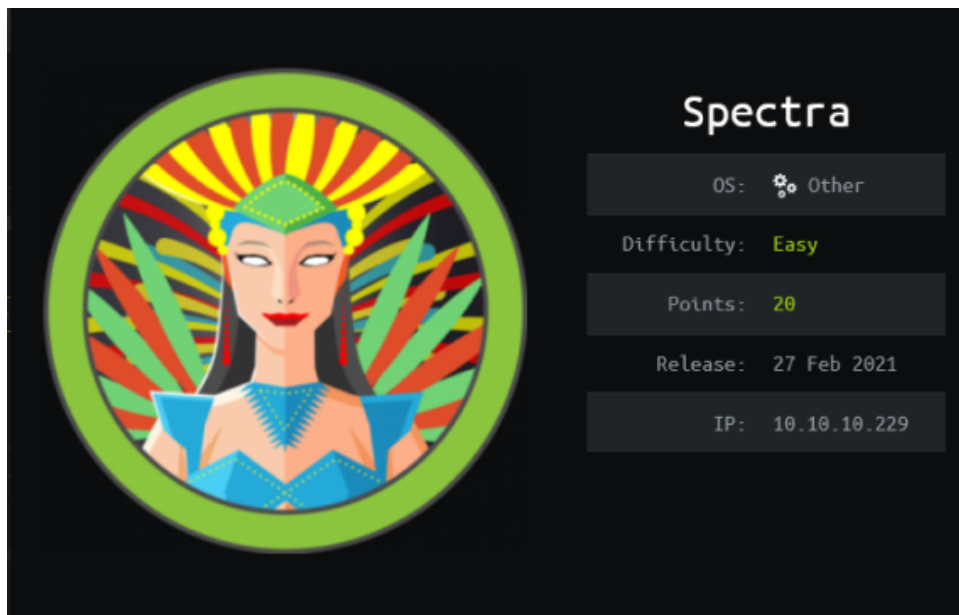 Spectra
OS: Other
Difficulty: Easy
Points: 20
Release: 27 Feb 2021
IP: 10.10.10.229